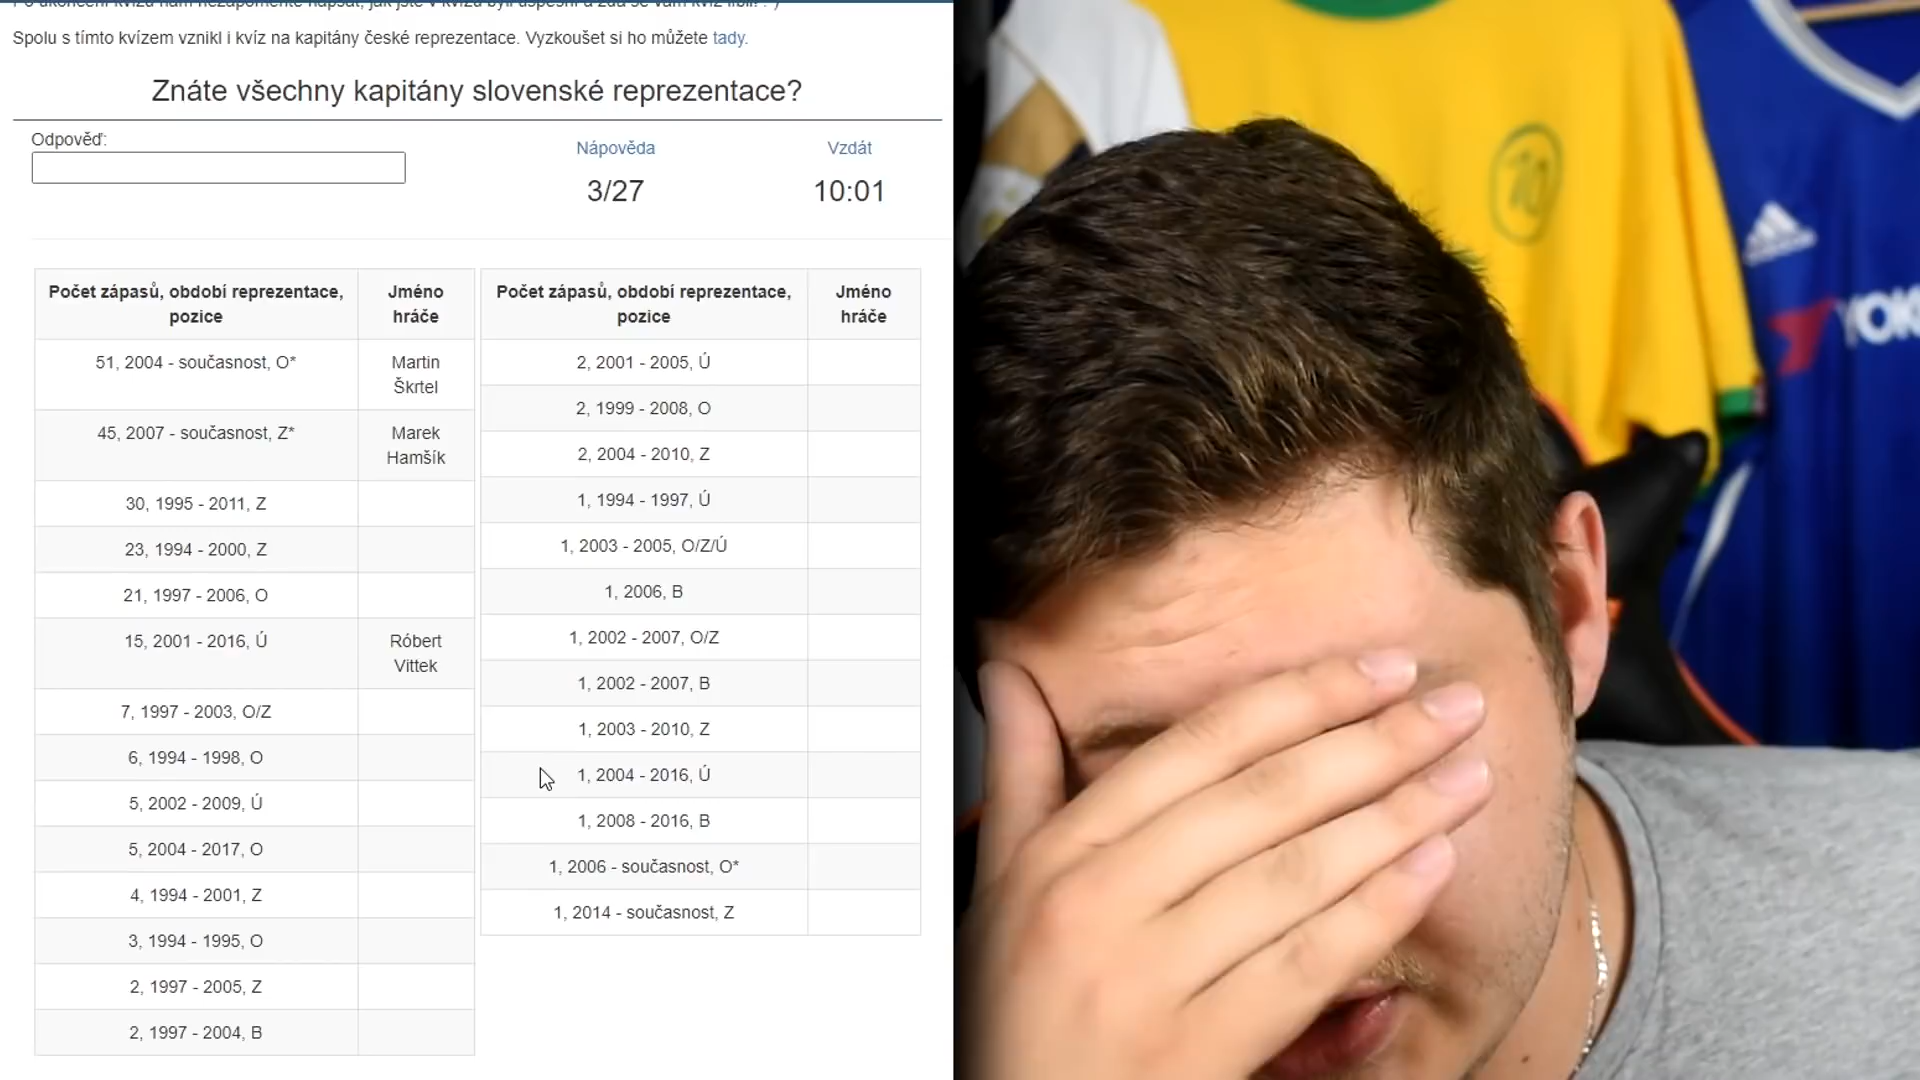 Spolu s tímto kvízem vznikl i kvíz na kapitány české reprezentace. Vyzkoušet si ho můžete tady.
Znáte všechny kapitány slovenské reprezentace?
Odpověď:
Nápověda
Vzdát
3/27
10:01
Počet zápasů, období reprezentace, pozice
Jméno hráče
51, 2004 - současnost, O*
Martin Škrtel
45, 2007 - současnost, Z*
Marek Hamšík
30, 1995 - 2011, Z
23, 1994 - 2000, Z
21, 1997 - 2006, O
15, 2001 - 2016, Ú
Róbert Vittek
7, 1997 - 2003, O/Z
6, 1994 - 1998, O
5, 2002 - 2009, Ú
5, 2004 - 2017, O
4, 1994 - 2001, Z
3, 1994 - 1995, O
2, 1997 - 2005, Z
2, 1997 - 2004, B
Počet zápasů, období reprezentace, pozice
Jméno hráče
2, 2001 - 2005, Ú
2, 1999 - 2008, O
2, 2004 - 2010, Z
1, 1994 - 1997, Ú
1, 2003 - 2005, O/Z/Ú
1, 2006, B
1, 2002 - 2007, O/Z
1, 2002 - 2007, B
1, 2003 - 2010, Z
1, 2004 - 2016, Ú
1, 2008 - 2016, B
1, 2006 - současnost, O*
1, 2014 - současnost, Z
10
YOK